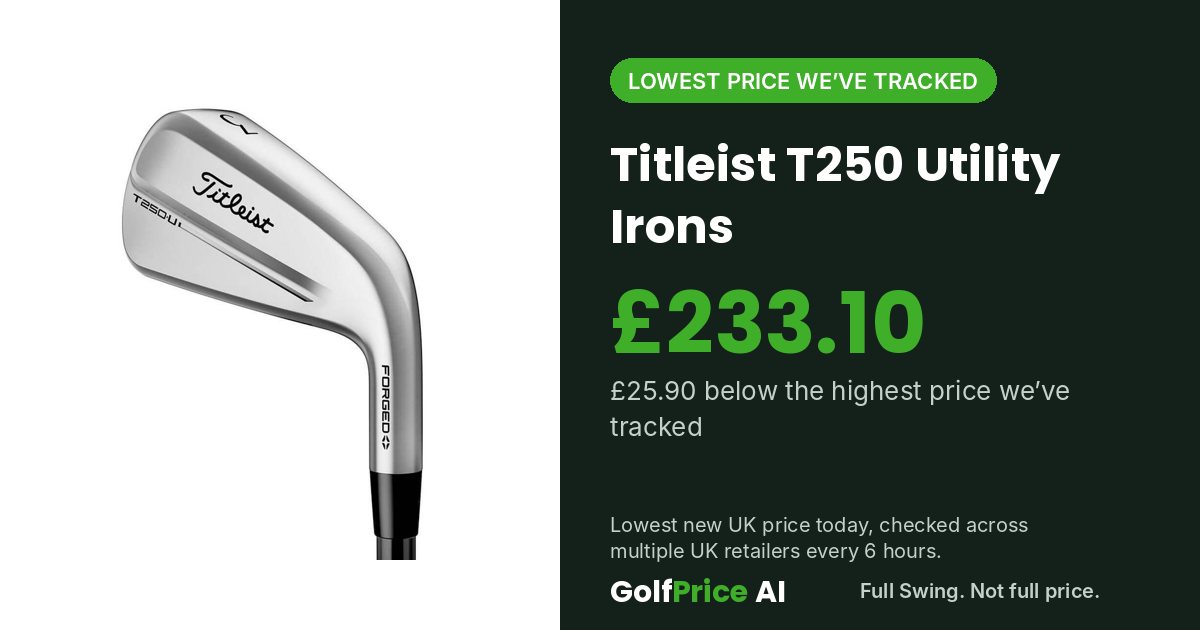 3
Titleist
T250·U
FORGED
LOWEST PRICE WE’VE TRACKED
Titleist T250 Utility
Irons
£233.10
£25.90 below the highest price we’ve
tracked
Lowest new UK price today, checked across
multiple UK retailers every 6 hours.
GolfPrice AI
Full Swing. Not full price.